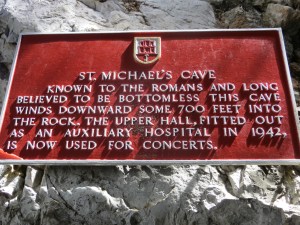 ST. MICHAEL'S CAVE
KNOWN TO THE ROMANS AND LONG
BELIEVED TO BE BOTTOMLESS THIS CAVE
WINDS DOWNWARD SOME 700 FEET INTO
THE ROCK. THE UPPER HALL, FITTED OUT
AS AN AUXILIARY HOSPITAL IN 1942,
IS NOW USED FOR CONCERTS.